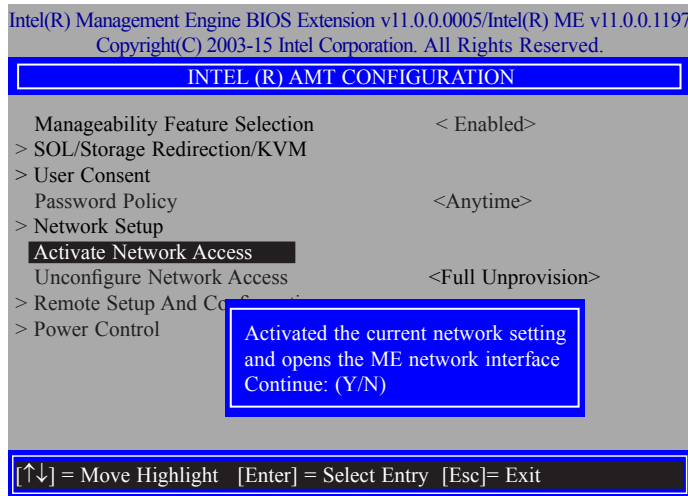 Intel(R) Management Engine BIOS Extension v11.0.0.0005/Intel(R) ME v11.0.0.1197
Copyright(C) 2003-15 Intel Corporation. All Rights Reserved.
INTEL (R) AMT CONFIGURATION
Manageability Feature Selection < Enabled>
> SOL/Storage Redirection/KVM
> User Consent
Password Policy <Anytime>
> Network Setup
Activate Network Access
Unconfigure Network Access <Full Unprovision>
> Remote Setup And
> Power Control
Activated the current network setting
and opens the ME network interface
Continue: (Y/N)
[↑↓] = Move Highlight [Enter] = Select Entry [Esc]= Exit